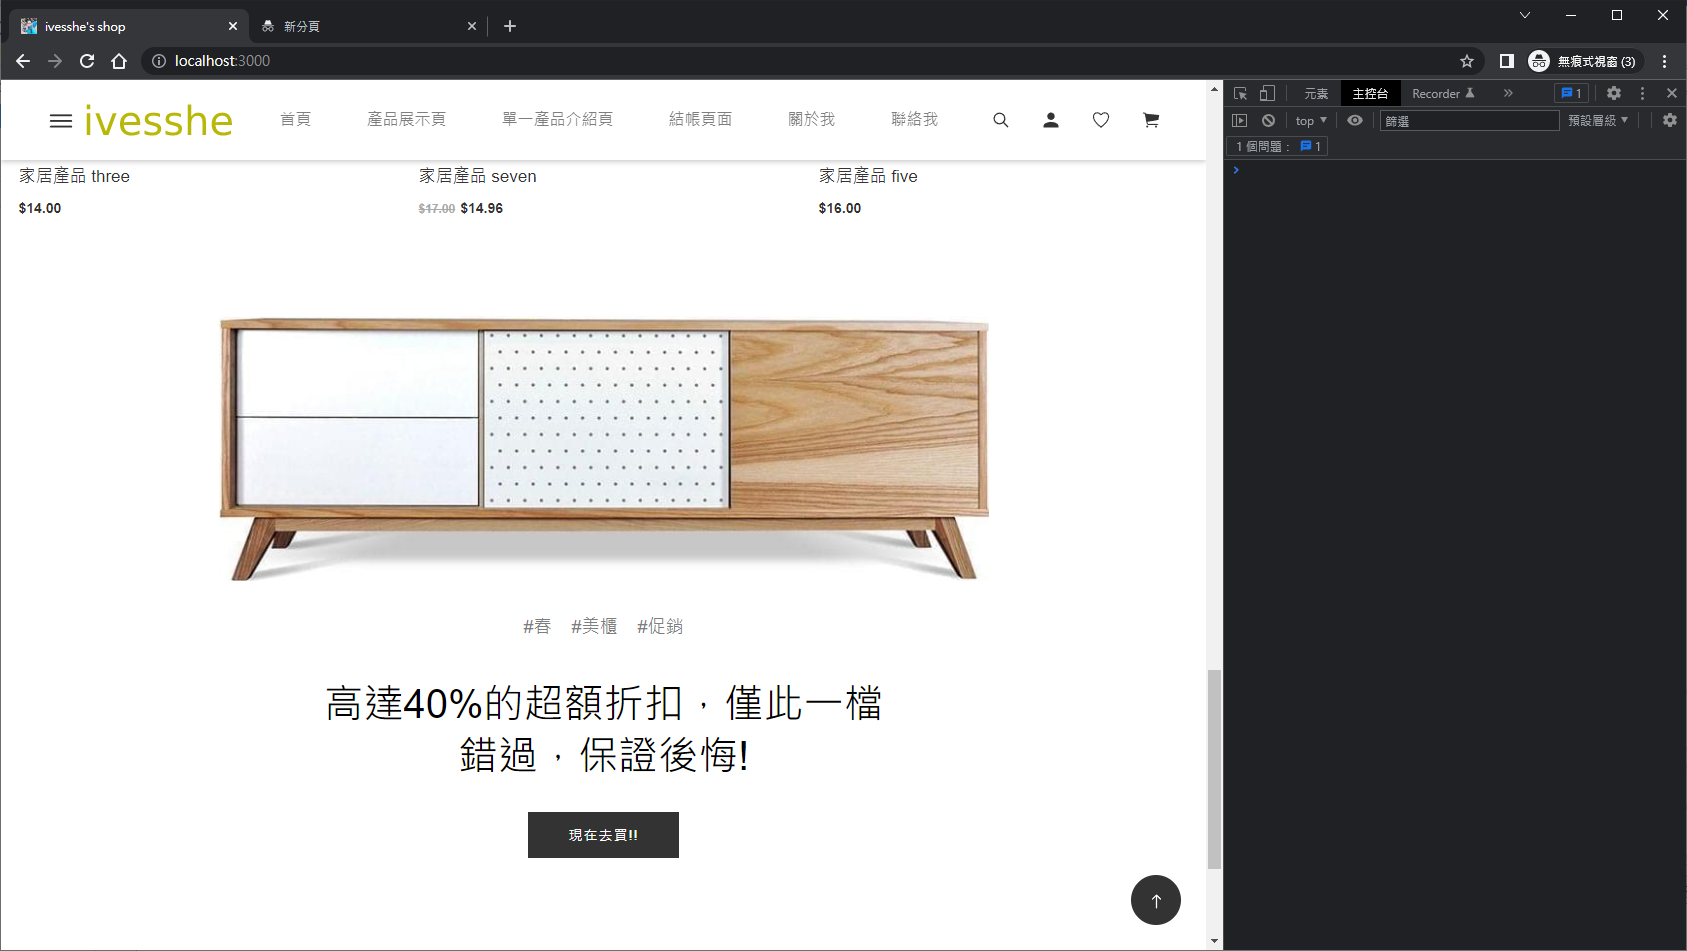 ivesshe's shop
新分頁
localhost:3000
無痕式視窗 (3)
ivesshe
首頁
產品展示頁
單一產品介紹頁
結帳頁面
關於我
聯絡我
家居產品 three
家居產品 seven
家居產品 five
$14.00
$17.00 $14.96
$16.00
#春 #美櫃 #促銷
高達40%的超額折扣，僅此一檔
錯過，保證後悔!
現在去買!!
元素
主控台
Recorder
1
top
篩選
預設層級
1 個問題： 1